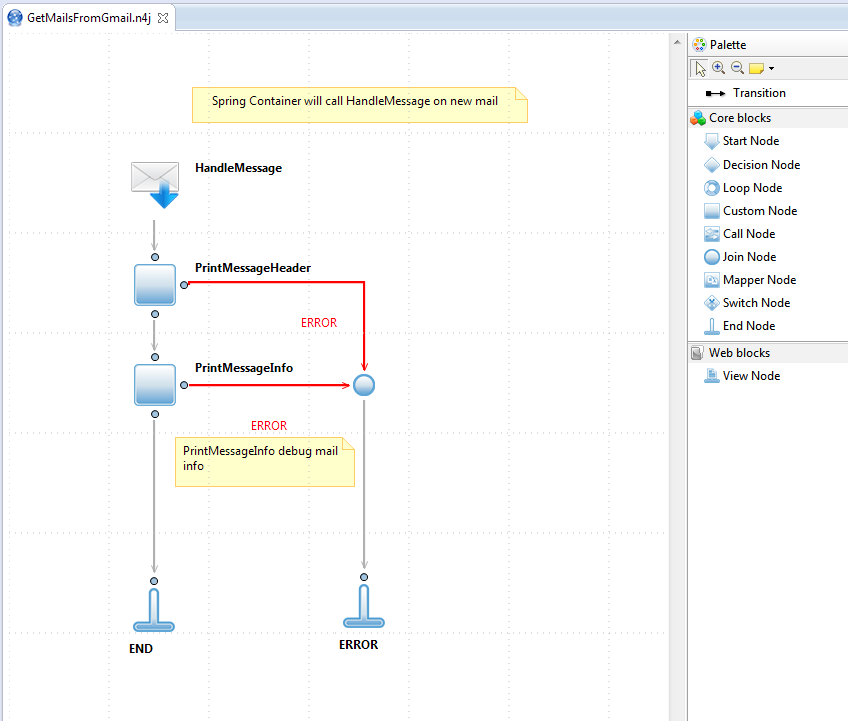 GetMailsFromGmail.n4j
Spring Container will call HandleMessage on new mail
HandleMessage
PrintMessageHeader
ERROR
PrintMessageInfo
ERROR
PrintMessageInfo debug mail
info
END
ERROR
Palette
Transition
Core blocks
Start Node
Decision Node
Loop Node
Custom Node
Call Node
Join Node
Mapper Node
Switch Node
End Node
Web blocks
View Node